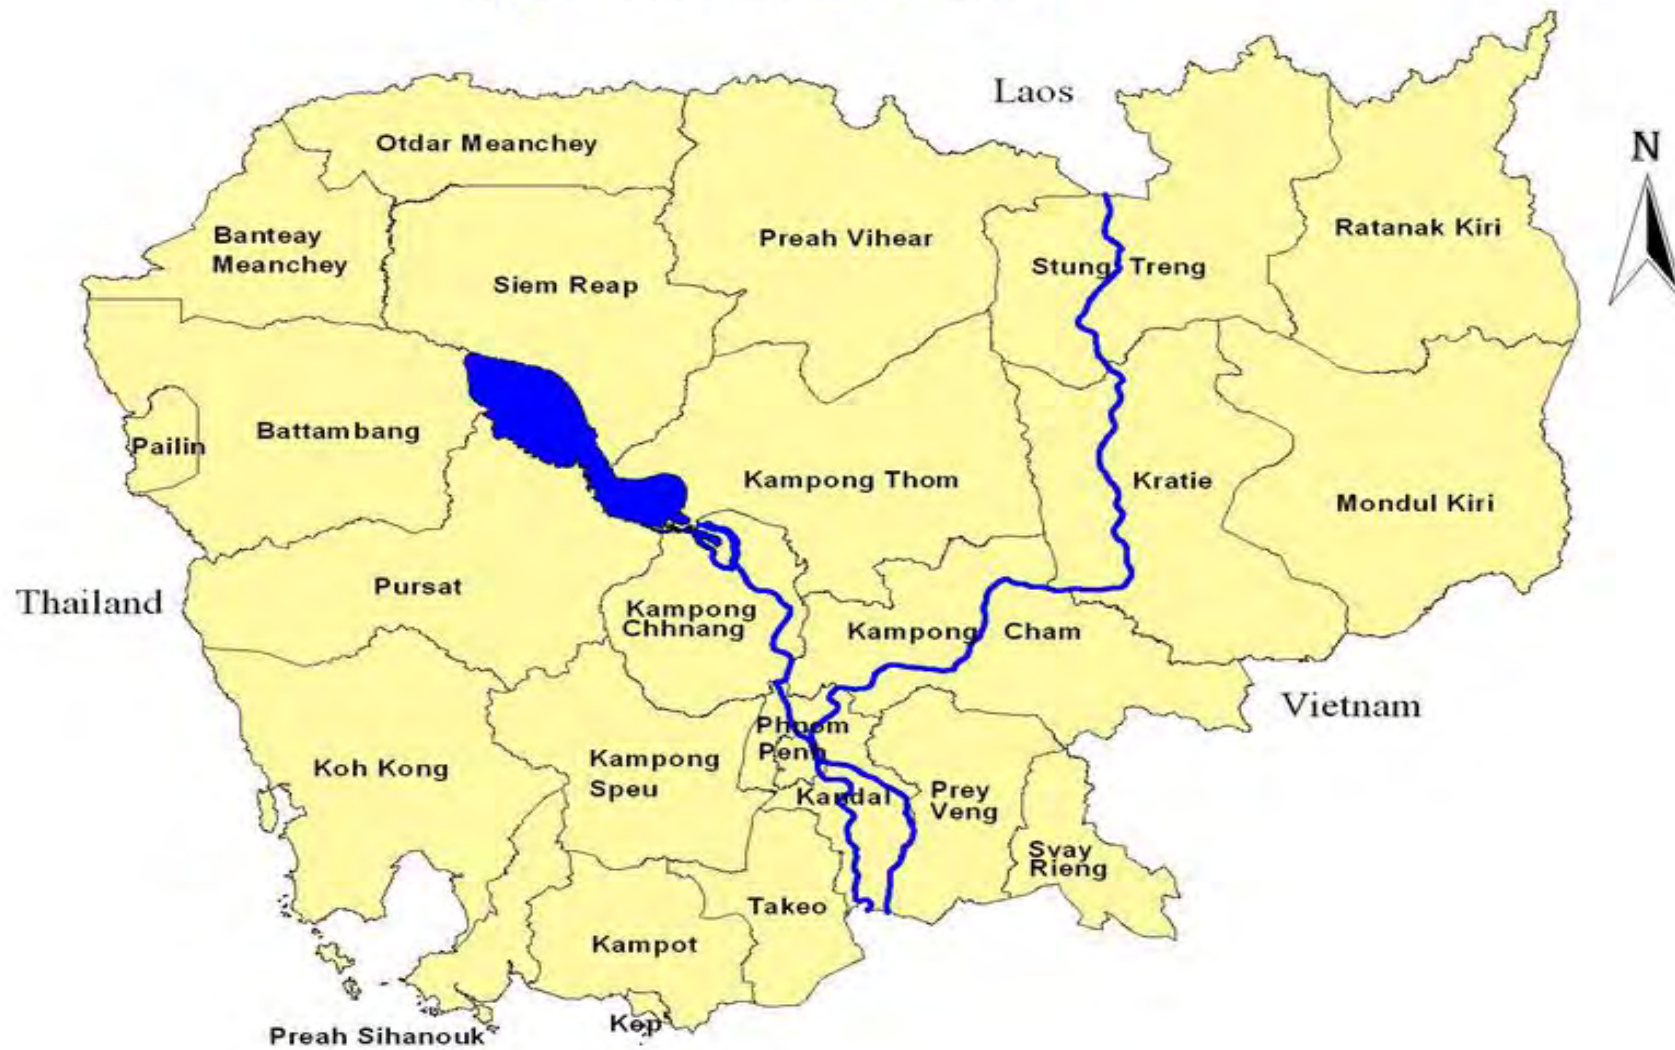 Laos
Otdar Meanchey
N
Banteay
Meanchey
Preah Vihear
Ratanak Kiri
Stung Treng
Siem Reap
Pailin
Battambang
Kampong Thom
Kratie
Mondul Kiri
Thailand
Pursat
Kampong
Chhnang
Kampong Cham
Vietnam
Phnom
Penh
Koh Kong
Kampong
Speu
Kandal
Prey
Veng
Svay
Rieng
Takeo
Kampot
Preah Sihanouk
Kep